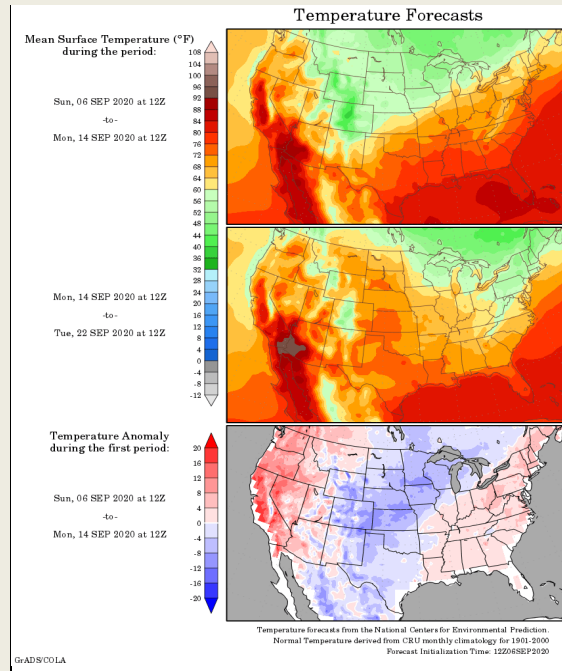 Temperature Forecasts
Mean Surface Temperature (°F)
during the period:
Sun, 06 SEP 2020 at 12Z
-to-
Mon, 14 SEP 2020 at 12Z
108
104
100
96
92
88
84
80
76
72
68
64
60
56
52
48
44
40
36
32
28
24
20
16
12
8
4
0
-4
-8
-12
Mon, 14 SEP 2020 at 12Z
-to-
Tue, 22 SEP 2020 at 12Z
Temperature Anomaly
during the first period:
Sun, 06 SEP 2020 at 12Z
-to-
Mon, 14 SEP 2020 at 12Z
20
16
12
8
4
0
-4
-8
-12
-16
-20
Temperature forecasts from the National Centers for Environmental Prediction.
Normal Temperature derived from CRU monthly climatology for 1901-2000
Forecast Initialization Time: 12Z06SEP2020
GrADS/COLA